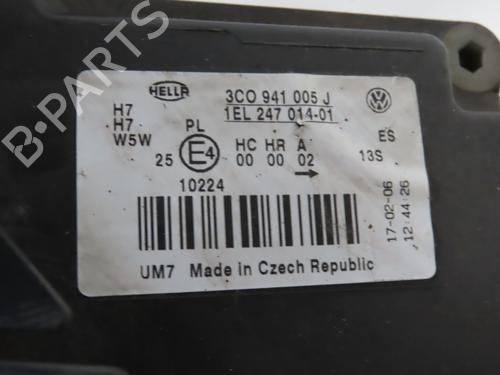 HELLA
3C0 941 005 J
1EL 247 014-01
H7
H7
W5W
PL
HC HR A
ES
25
E4
00 00 02
13S
10224
17-02-06
12:44:26
UM7 Made in Czech Republic
B-PARTS